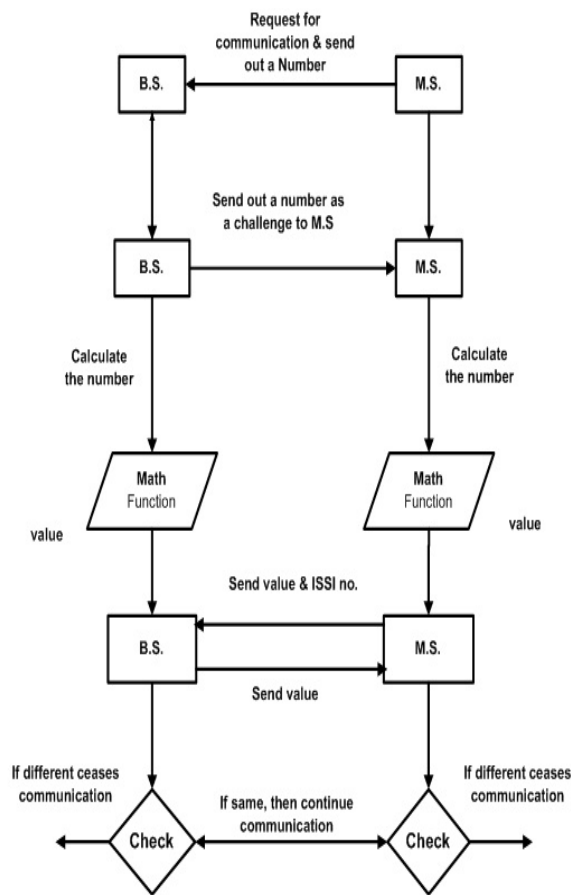 Request for
communication & send
out a Number
B.S.
M.S.
Send out a number as
a challenge to M.S
B.S.
M.S.
Calculate
the number
Calculate
the number
Math
Function
Math
Function
value
value
Send value & ISSI no.
B.S.
M.S.
Send value
If different ceases
communication
If same, then continue
communication
If different ceases
communication
Check
Check